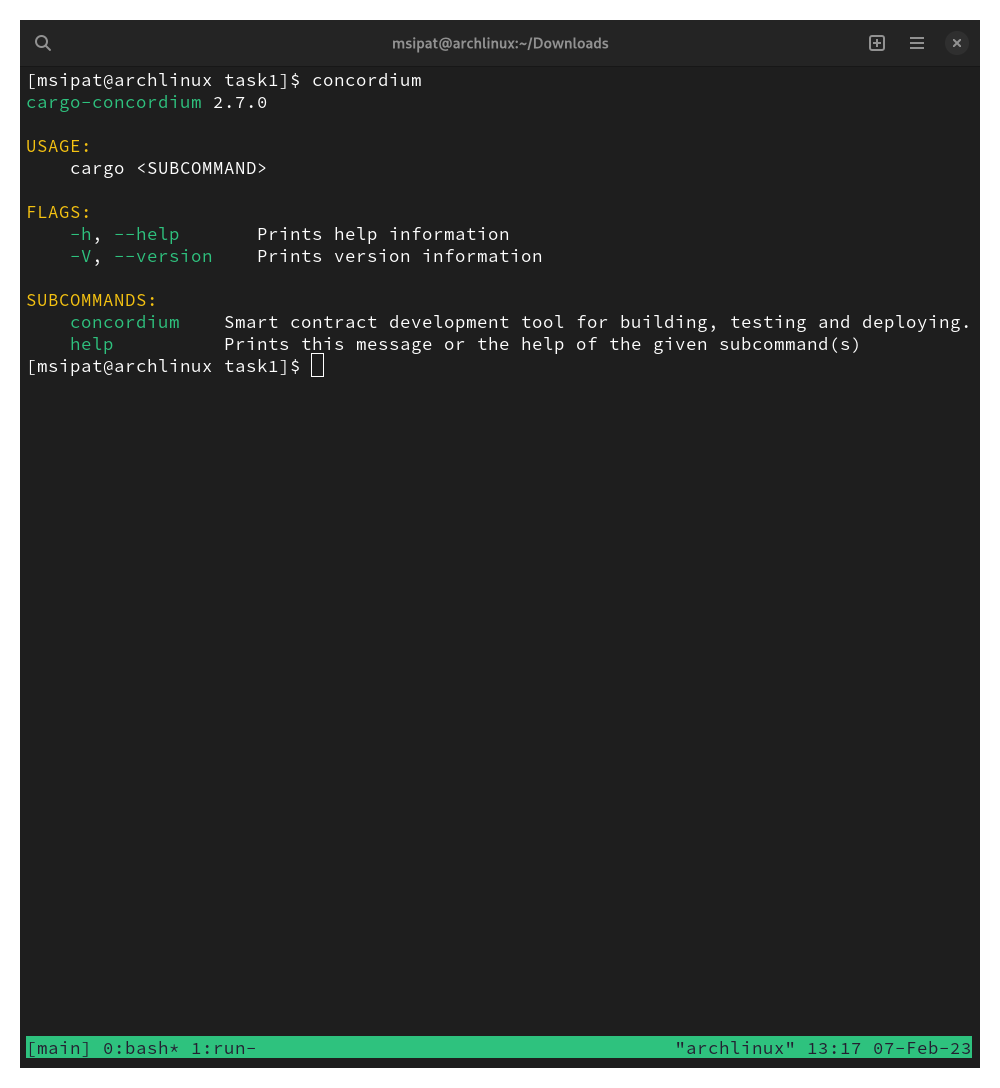 msipat@archlinux:~/Downloads
[msipat@archlinux task1]$ concordium
cargo-concordium 2.7.0
USAGE:
    cargo <SUBCOMMAND>
FLAGS:
    -h, --help       Prints help information
    -V, --version    Prints version information
SUBCOMMANDS:
    concordium    Smart contract development tool for building, testing and deploying.
    help          Prints this message or the help of the given subcommand(s)
[msipat@archlinux task1]$
[main] 0:bash* 1:run- "archlinux" 13:17 07-Feb-23